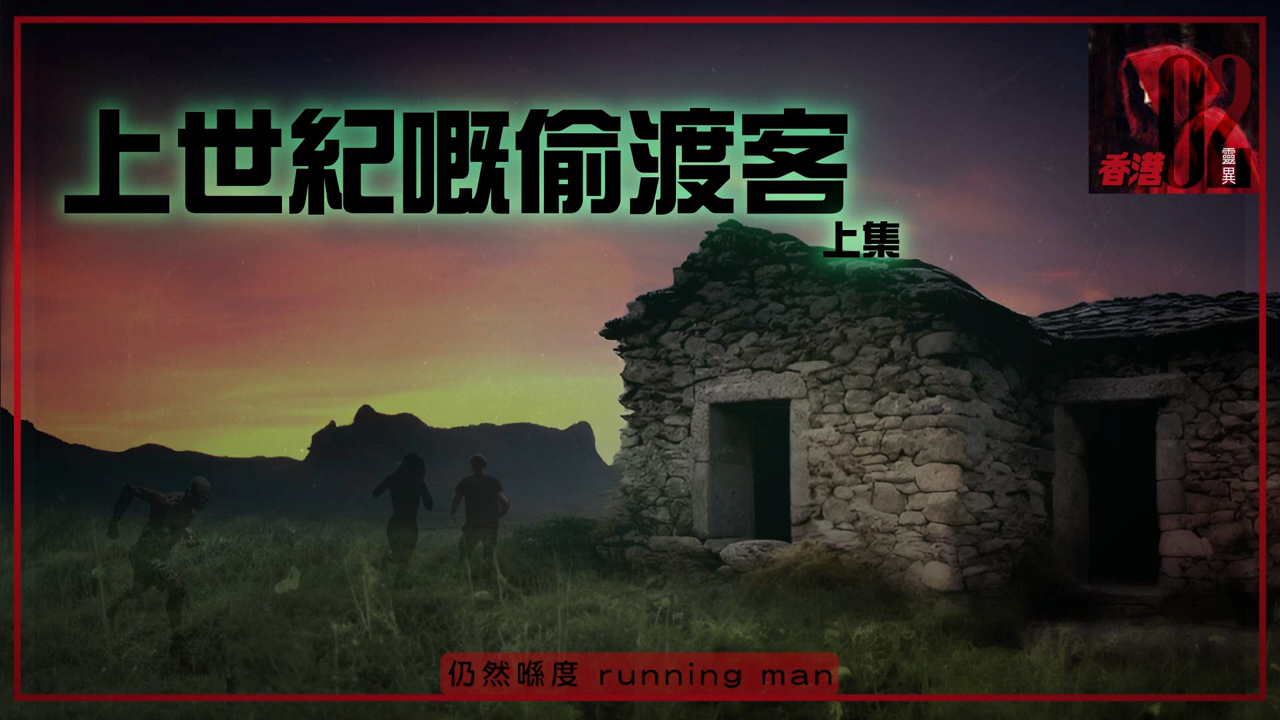 上世紀嘅偷渡客
上集
香港
靈異
仍然喺度 running man